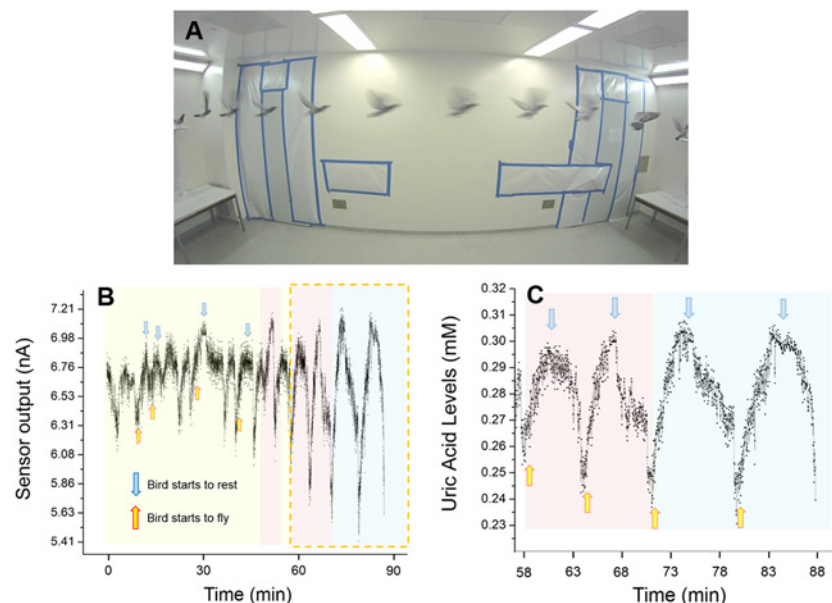 A
B
7.21
6.98
6.76
6.53
6.31
6.08
5.86
5.63
5.41
Sensor output (nA)
Bird starts to rest
Bird starts to fly
0 30 60 90
Time (min)
C
0.32
0.31
0.30
0.29
0.28
0.27
0.26
0.25
0.24
0.23
Uric Acid Levels (mM)
58 63 68 73 78 83 88
Time (min)